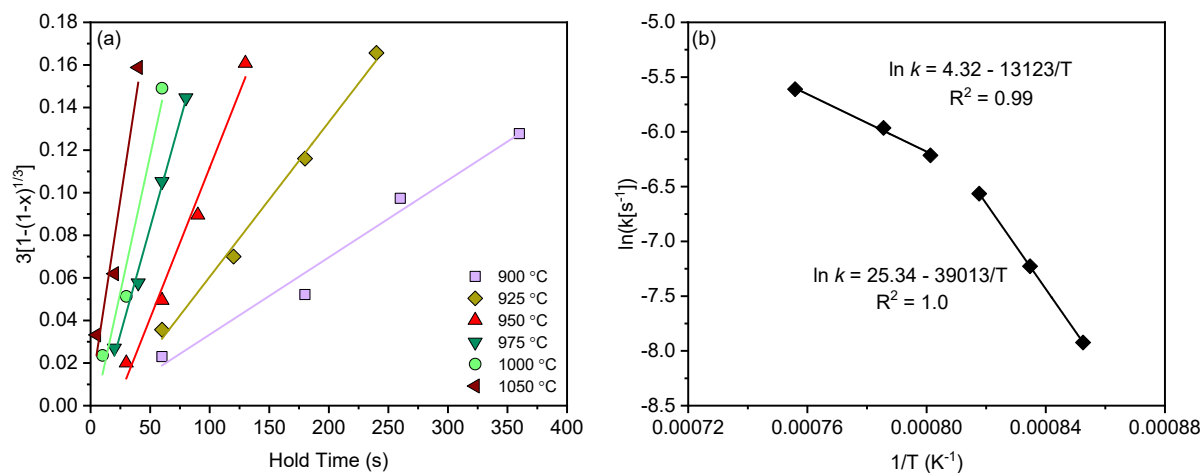 (a)
3[1-(1-x)^{1/3}]
0.18
0.16
0.14
0.12
0.10
0.08
0.06
0.04
0.02
0.00
900 °C
925 °C
950 °C
975 °C
1000 °C
1050 °C
0 50 100 150 200 250 300 350 400
Hold Time (s)
(b)
ln(k[s⁻¹])
-5.0
-5.5
-6.0
-6.5
-7.0
-7.5
-8.0
-8.5
ln k = 4.32 - 13123/T
R² = 0.99
ln k = 25.34 - 39013/T
R² = 1.0
0.00072 0.00076 0.00080 0.00084 0.00088
1/T (K⁻¹)